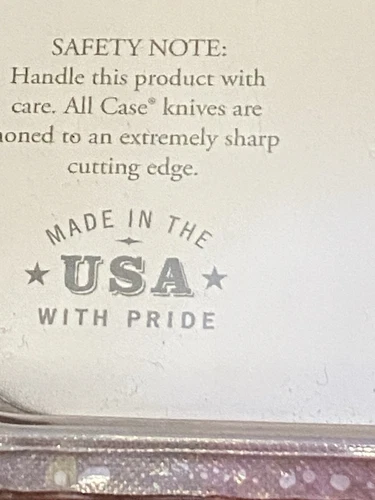 SAFETY NOTE:
Handle this product with
care. All Case® knives are
honed to an extremely sharp
cutting edge.
MADE IN THE
USA
WITH PRIDE